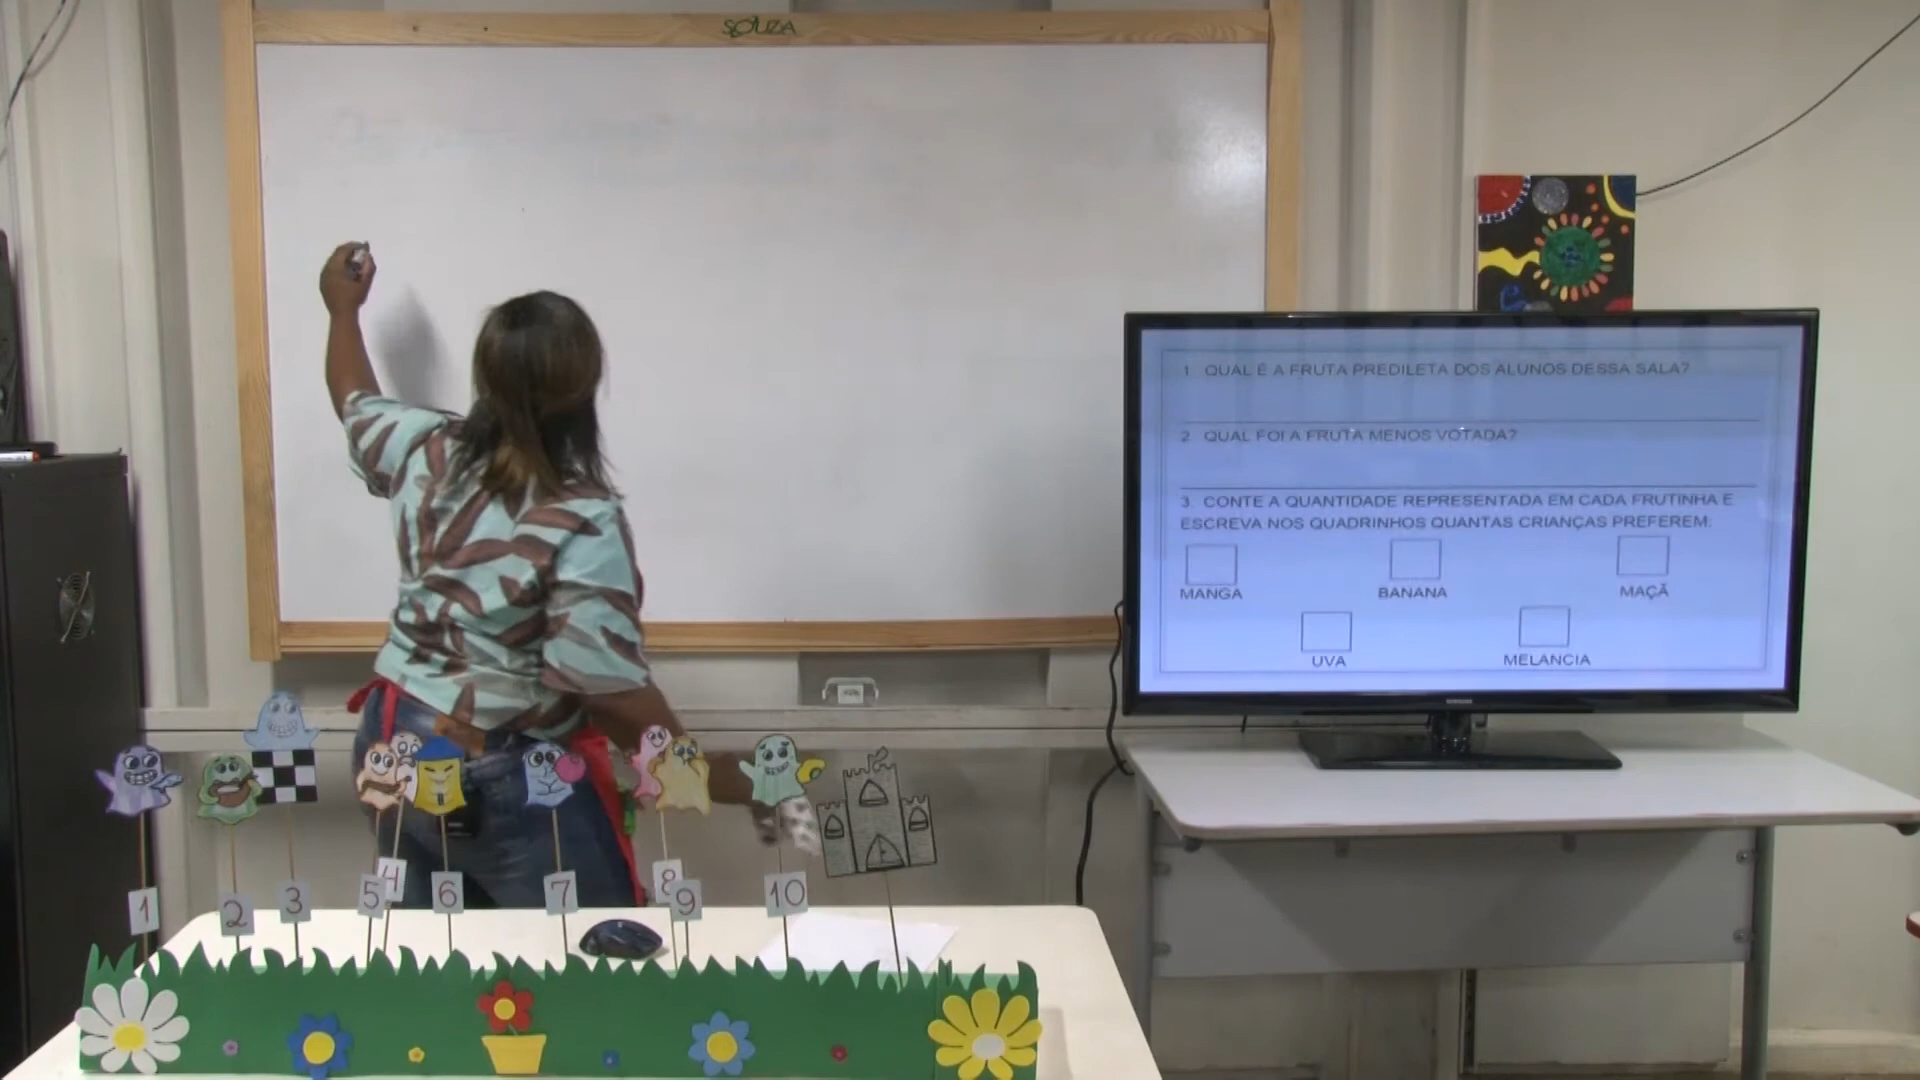 SOUZA
1 QUAL É A FRUTA PREDILETA DOS ALUNOS DESSA SALA?
2 QUAL FOI A FRUTA MENOS VOTADA?
3. CONTE A QUANTIDADE REPRESENTADA EM CADA FRUTINHA E
ESCREVA NOS QUADRINHOS QUANTAS CRIANÇAS PREFEREM:
MANGA BANANA MAÇÃ
UVA MELANCIA
SAMSUNG
1 2 3 5 4 6 7 8 9 10